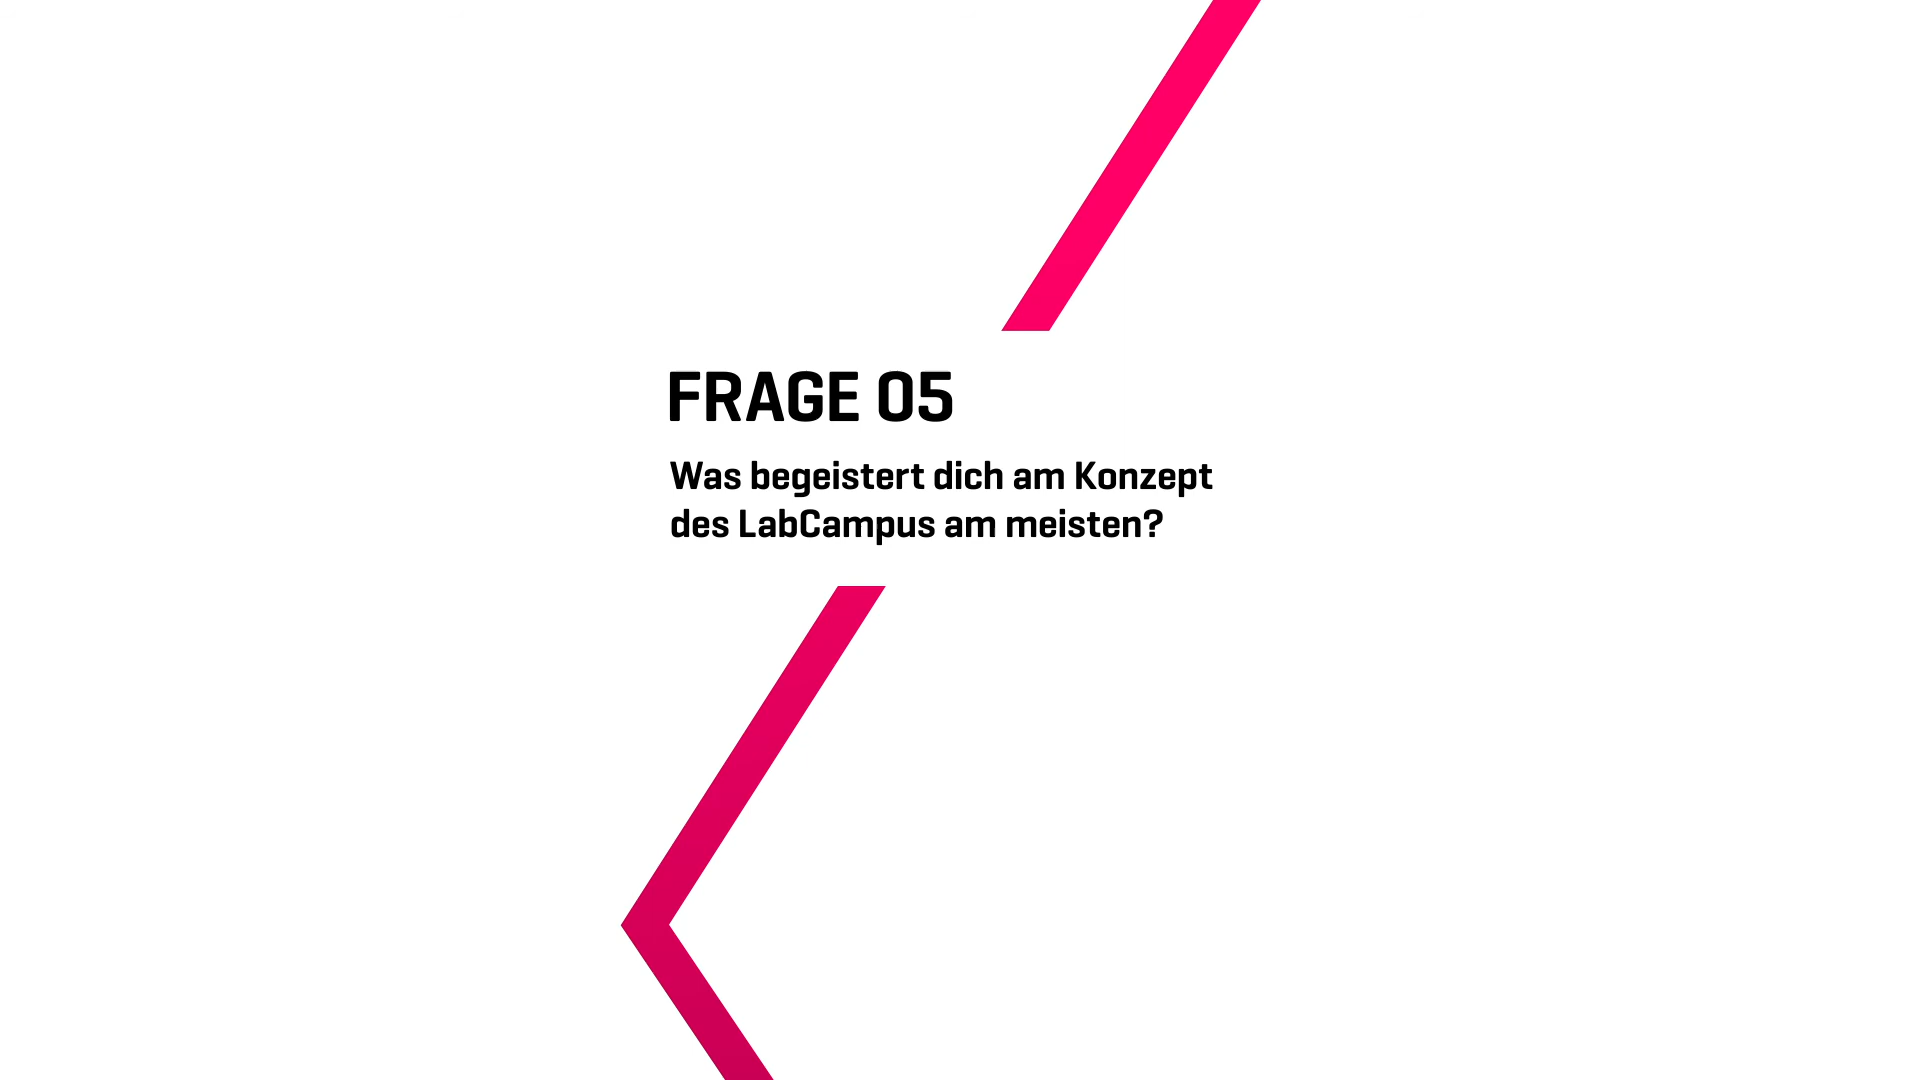 FRAGE 05
Was begeistert dich am Konzept
des LabCampus am meisten?